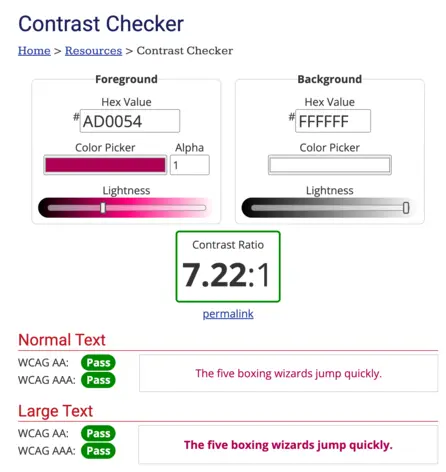 Contrast Checker
Home > Resources > Contrast Checker
Foreground
Hex Value
# AD0054
Color Picker Alpha
1
Lightness
Background
Hex Value
# FFFFFF
Color Picker
Lightness
Contrast Ratio
7.22:1
permalink
Normal Text
WCAG AA: Pass
WCAG AAA: Pass
The five boxing wizards jump quickly.
Large Text
WCAG AA: Pass
WCAG AAA: Pass
The five boxing wizards jump quickly.